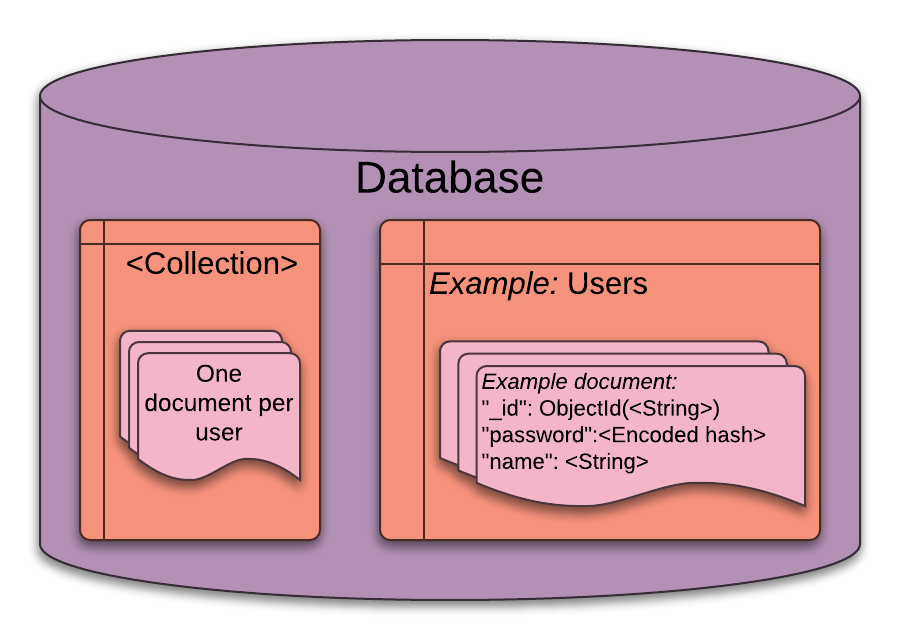 Database
<Collection>
One
document per
user
Example: Users
Example document:
"_id": ObjectId(<String>)
"password":<Encoded hash>
"name": <String>